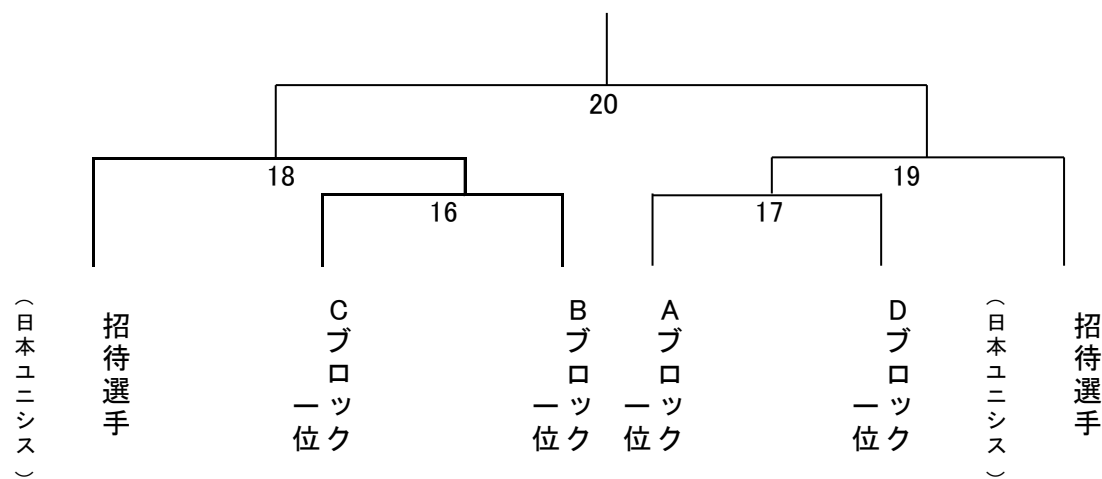 20
18
19
16
17
招待選手
（日本ユニシス）
Cブロック
一位
Bブロック
一位
Aブロック
一位
Dブロック
一位
招待選手
（日本ユニシス）